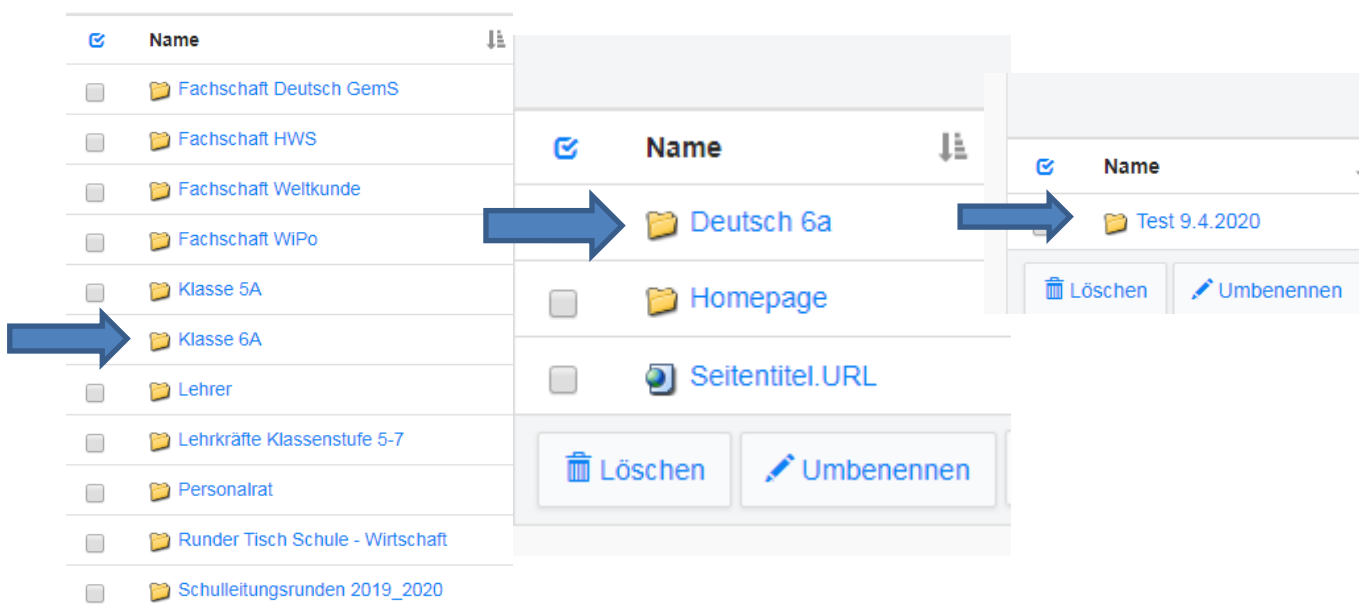 Name
Fachschaft Deutsch GemS
Fachschaft HWS
Fachschaft Weltkunde
Fachschaft WiPo
Klasse 5A
Klasse 6A
Lehrer
Lehrkräfte Klassenstufe 5-7
Personalrat
Runder Tisch Schule - Wirtschaft
Schulleitungsrunden 2019_2020
Name
Deutsch 6a
Homepage
Seitentitel.URL
Löschen Umbenennen
Name
Test 9.4.2020
Löschen Umbenennen